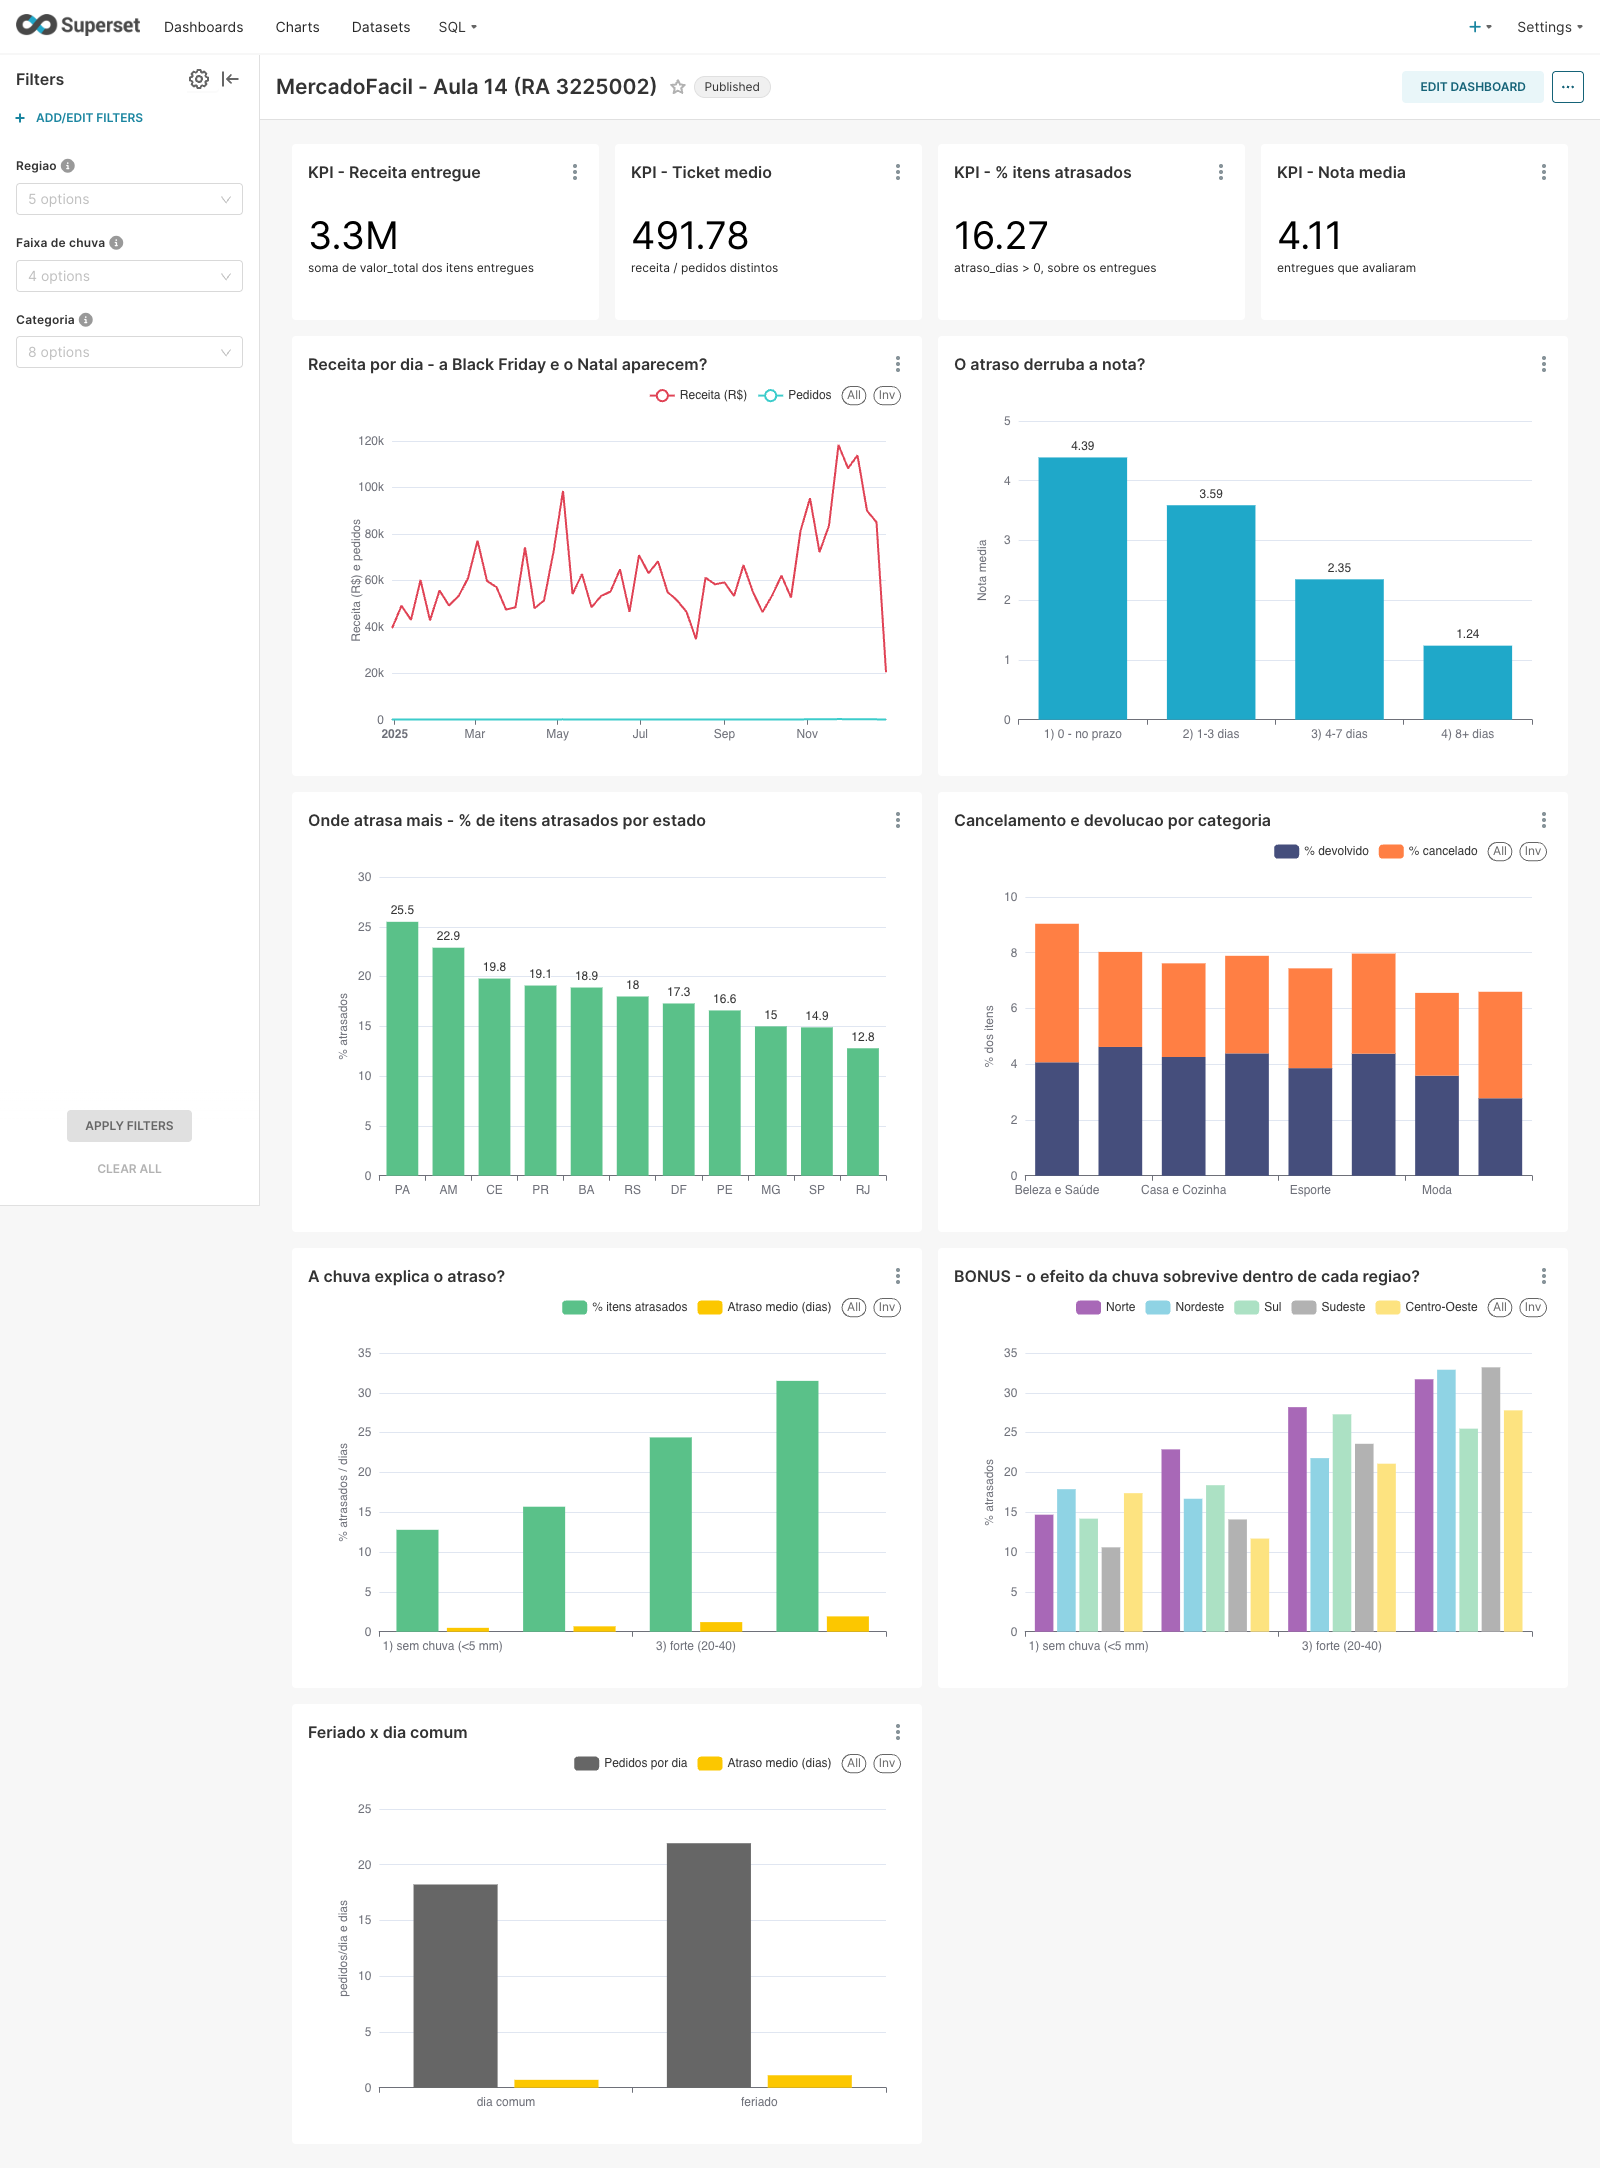 Superset Dashboards Charts Datasets SQL + Settings
Filters
+ ADD/EDIT FILTERS
Regiao
5 options
Faixa de chuva
4 options
Categoria
8 options
APPLY FILTERS
CLEAR ALL
MercadoFacil - Aula 14 (RA 3225002) Published EDIT DASHBOARD ...
KPI - Receita entregue
3.3M
soma de valor_total dos itens entregues
KPI - Ticket medio
491.78
receita / pedidos distintos
KPI - % itens atrasados
16.27
atraso_dias > 0, sobre os entregues
KPI - Nota media
4.11
entregues que avaliaram
Receita por dia - a Black Friday e o Natal aparecem?
Receita (R$) Pedidos All Inv
Receita (R$) e pedidos
120k
100k
80k
60k
40k
20k
0
2025 Mar May Jul Sep Nov
O atraso derruba a nota?
Nota media
5
4
3
2
1
0
4.39 3.59 2.35 1.24
1) 0 - no prazo 2) 1-3 dias 3) 4-7 dias 4) 8+ dias
Onde atrasa mais - % de itens atrasados por estado
% atrasados
30
25
20
15
10
5
0
25.5 22.9 19.8 19.1 18.9 18 17.3 16.6 15 14.9 12.8
PA AM CE PR BA RS DF PE MG SP RJ
Cancelamento e devolucao por categoria
% devolvido % cancelado All Inv
% dos itens
10
8
6
4
2
0
Beleza e Saúde Casa e Cozinha Esporte Moda
A chuva explica o atraso?
% itens atrasados Atraso medio (dias) All Inv
% atrasados / dias
35
30
25
20
15
10
5
0
1) sem chuva (<5 mm) 3) forte (20-40)
BONUS - o efeito da chuva sobrevive dentro de cada regiao?
Norte Nordeste Sul Sudeste Centro-Oeste All Inv
% atrasados
35
30
25
20
15
10
5
0
1) sem chuva (<5 mm) 3) forte (20-40)
Feriado x dia comum
Pedidos por dia Atraso medio (dias) All Inv
pedidos/dia e dias
25
20
15
10
5
0
dia comum feriado